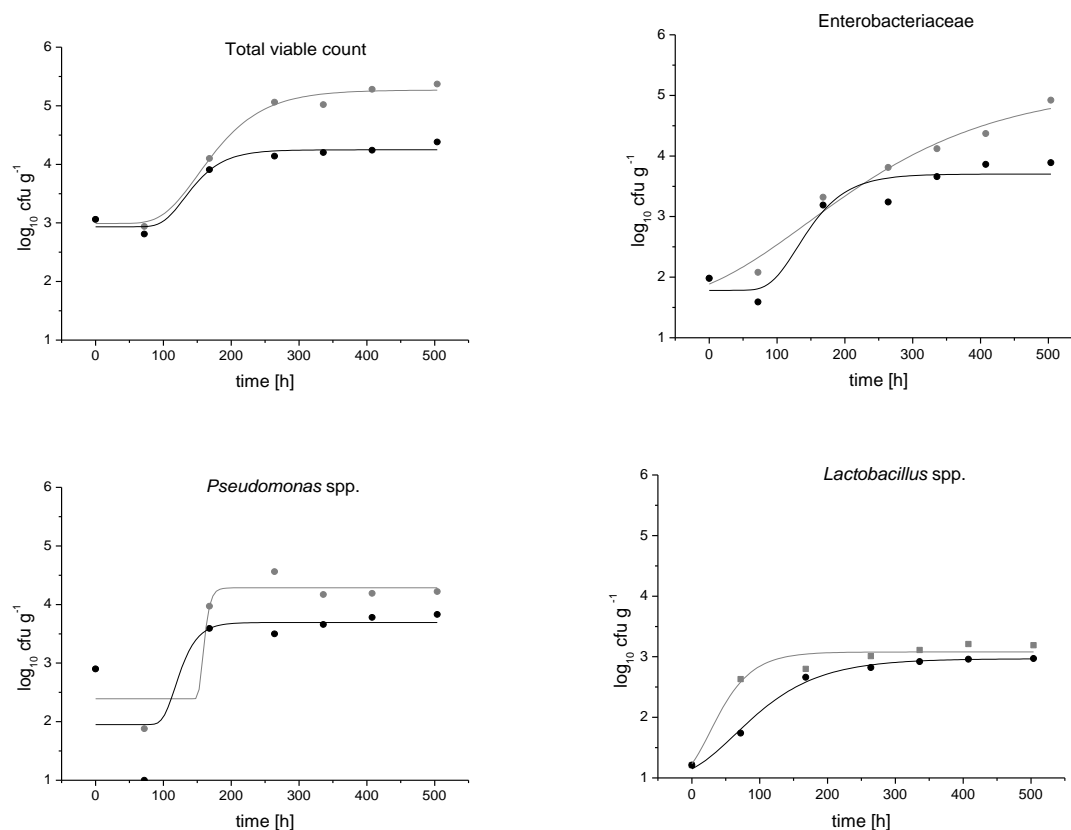 Total viable count
6
5
4
3
2
1
log₁₀ cfu g⁻¹
0 100 200 300 400 500
time [h]
Enterobacteriaceae
6
5
4
3
2
1
log₁₀ cfu g⁻¹
0 100 200 300 400 500
time [h]
Pseudomonas spp.
6
5
4
3
2
1
log₁₀ cfu g⁻¹
0 100 200 300 400 500
time [h]
Lactobacillus spp.
6
5
4
3
2
1
log₁₀ cfu g⁻¹
0 100 200 300 400 500
time [h]